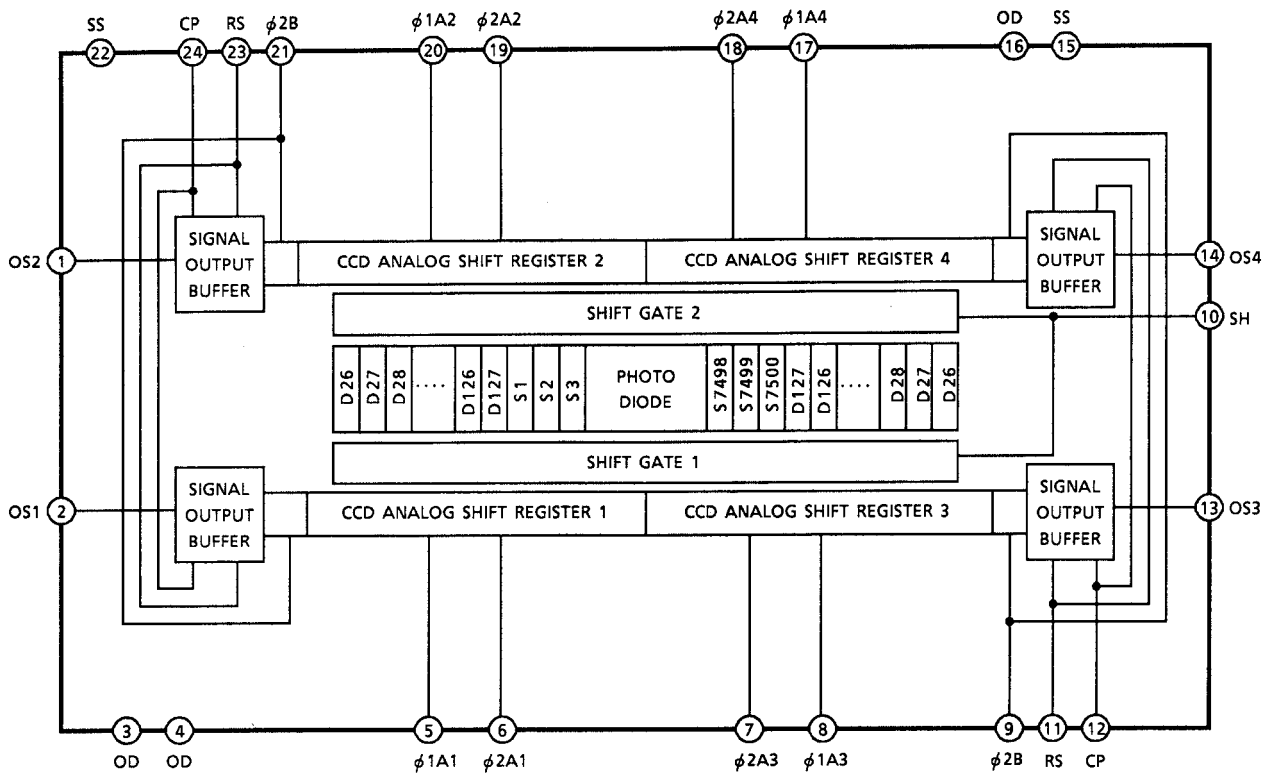 SS CP RS ϕ2B ϕ1A2 ϕ2A2 ϕ2A4 ϕ1A4 OD SS
22 24 23 21 20 19 18 17 16 15
SIGNAL
OUTPUT
BUFFER
SIGNAL
OUTPUT
BUFFER
OS2 1
CCD ANALOG SHIFT REGISTER 2
CCD ANALOG SHIFT REGISTER 4
14 OS4
SHIFT GATE 2
10 SH
D26 D27 D28 .... D126 D127 S1 S2 S3
PHOTO
DIODE
S7498 S7499 S7500 D127 D126 .... D28 D27 D26
SHIFT GATE 1
SIGNAL
OUTPUT
BUFFER
SIGNAL
OUTPUT
BUFFER
OS1 2
CCD ANALOG SHIFT REGISTER 1
CCD ANALOG SHIFT REGISTER 3
13 OS3
3 4 5 6 7 8 9 11 12
OD OD ϕ1A1 ϕ2A1 ϕ2A3 ϕ1A3 ϕ2B RS CP